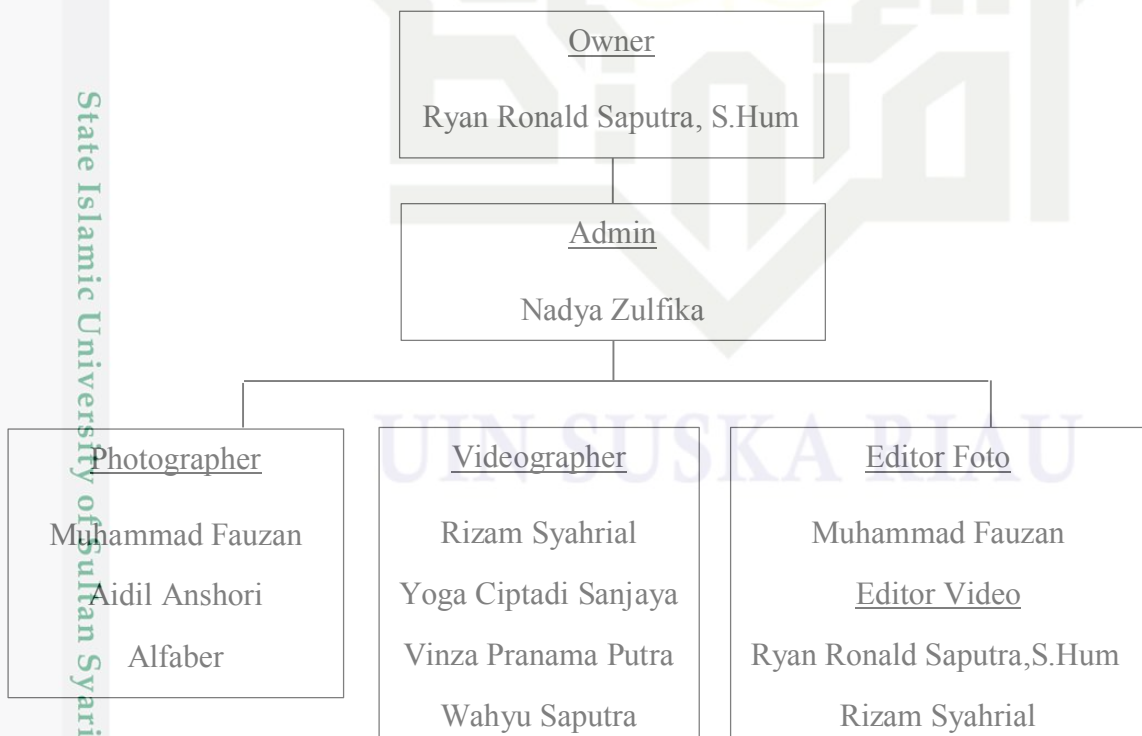 Owner
Ryan Ronald Saputra, S.Hum
Admin
Nadya Zulfika
Photographer
Muhammad Fauzan
Aidil Anshori
Alfaber
Videographer
Rizam Syahrial
Yoga Ciptadi Sanjaya
Vinza Pranama Putra
Wahyu Saputra
Editor Foto
Muhammad Fauzan
Editor Video
Ryan Ronald Saputra,S.Hum
Rizam Syahrial
UIN SUSKA RIAU
State Islamic University of Sultan Syari